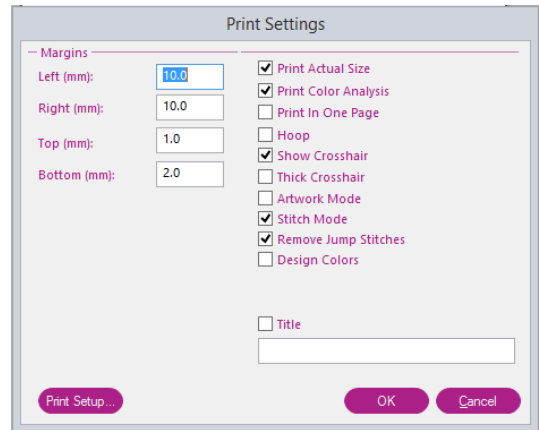 Print Settings
Margins
Left (mm): 10.0
Right (mm): 10.0
Top (mm): 1.0
Bottom (mm): 2.0
Print Actual Size
Print Color Analysis
Print In One Page
Hoop
Show Crosshair
Thick Crosshair
Artwork Mode
Stitch Mode
Remove Jump Stitches
Design Colors
Title
Print Setup...
OK
Cancel